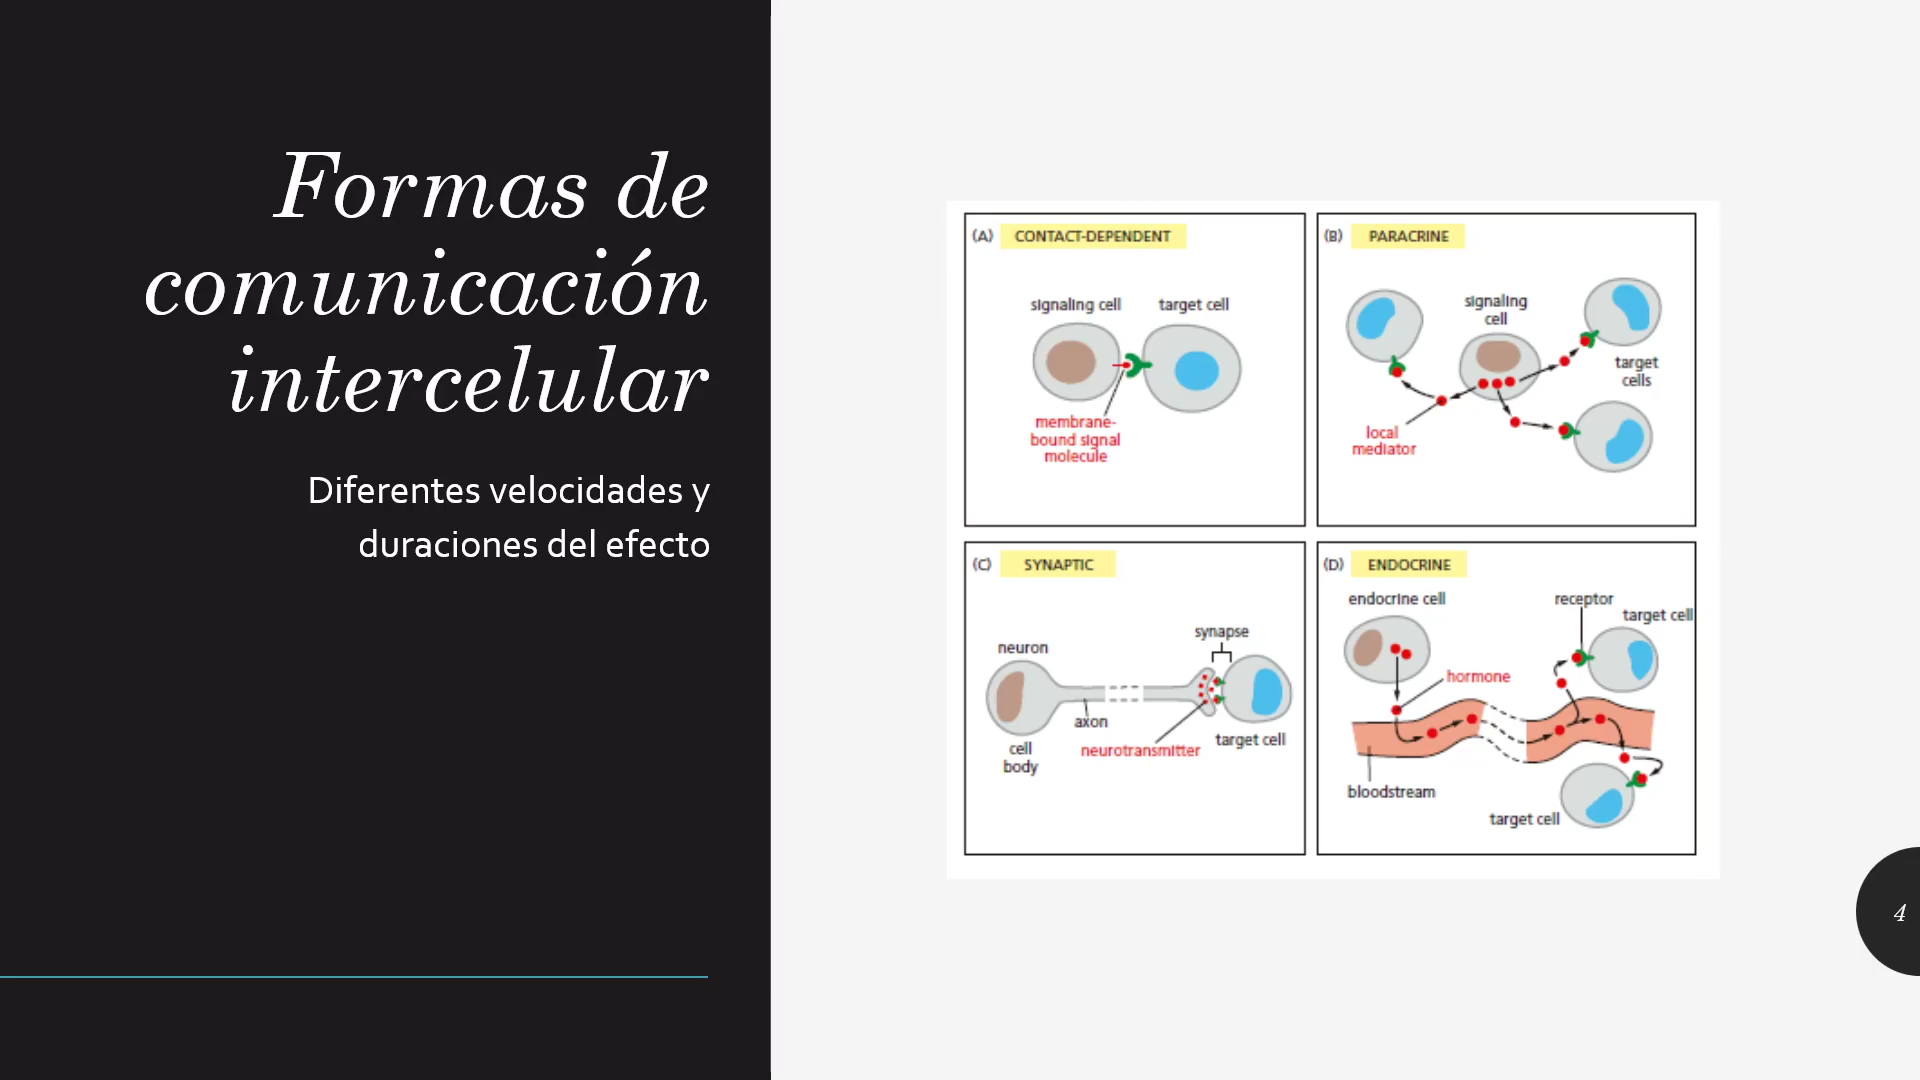 Formas de
comunicación
intercelular
Diferentes velocidades y
duraciones del efecto
(A) CONTACT-DEPENDENT
signaling cell
target cell
membrane-
bound signal
molecule
(B) PARACRINE
signaling
cell
target
cells
local
mediator
(C) SYNAPTIC
synapse
neuron
axon
cell
body
neurotransmitter
target cell
(D) ENDOCRINE
endocrine cell
receptor
target cell
hormone
bloodstream
target cell
4